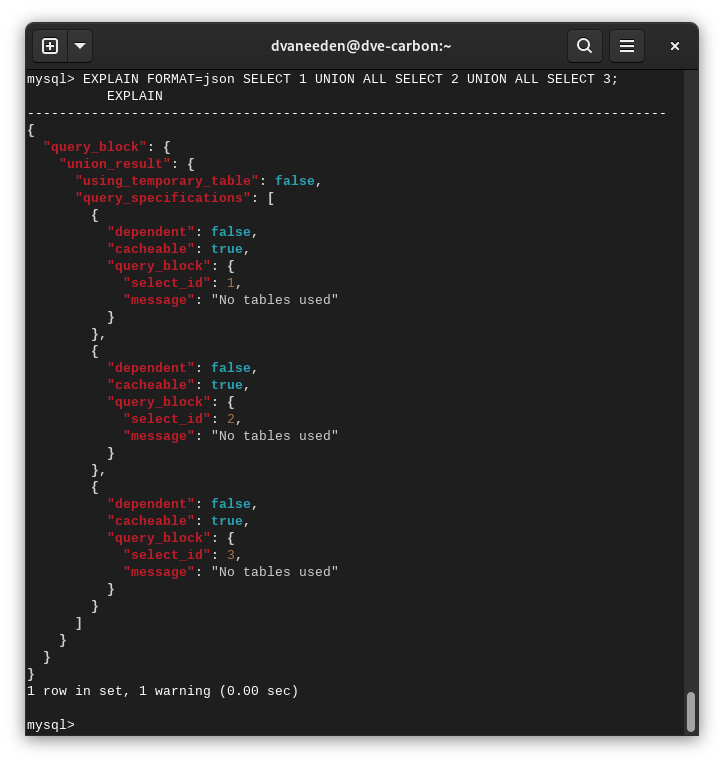 dvaneeden@dve-carbon:~
mysql> EXPLAIN FORMAT=json SELECT 1 UNION ALL SELECT 2 UNION ALL SELECT 3;
          EXPLAIN
--------------------------------------------------------------------------------
{
  "query_block": {
    "union_result": {
      "using_temporary_table": false,
      "query_specifications": [
        {
          "dependent": false,
          "cacheable": true,
          "query_block": {
            "select_id": 1,
            "message": "No tables used"
          }
        },
        {
          "dependent": false,
          "cacheable": true,
          "query_block": {
            "select_id": 2,
            "message": "No tables used"
          }
        },
        {
          "dependent": false,
          "cacheable": true,
          "query_block": {
            "select_id": 3,
            "message": "No tables used"
          }
        }
      ]
    }
  }
}
1 row in set, 1 warning (0.00 sec)

mysql>